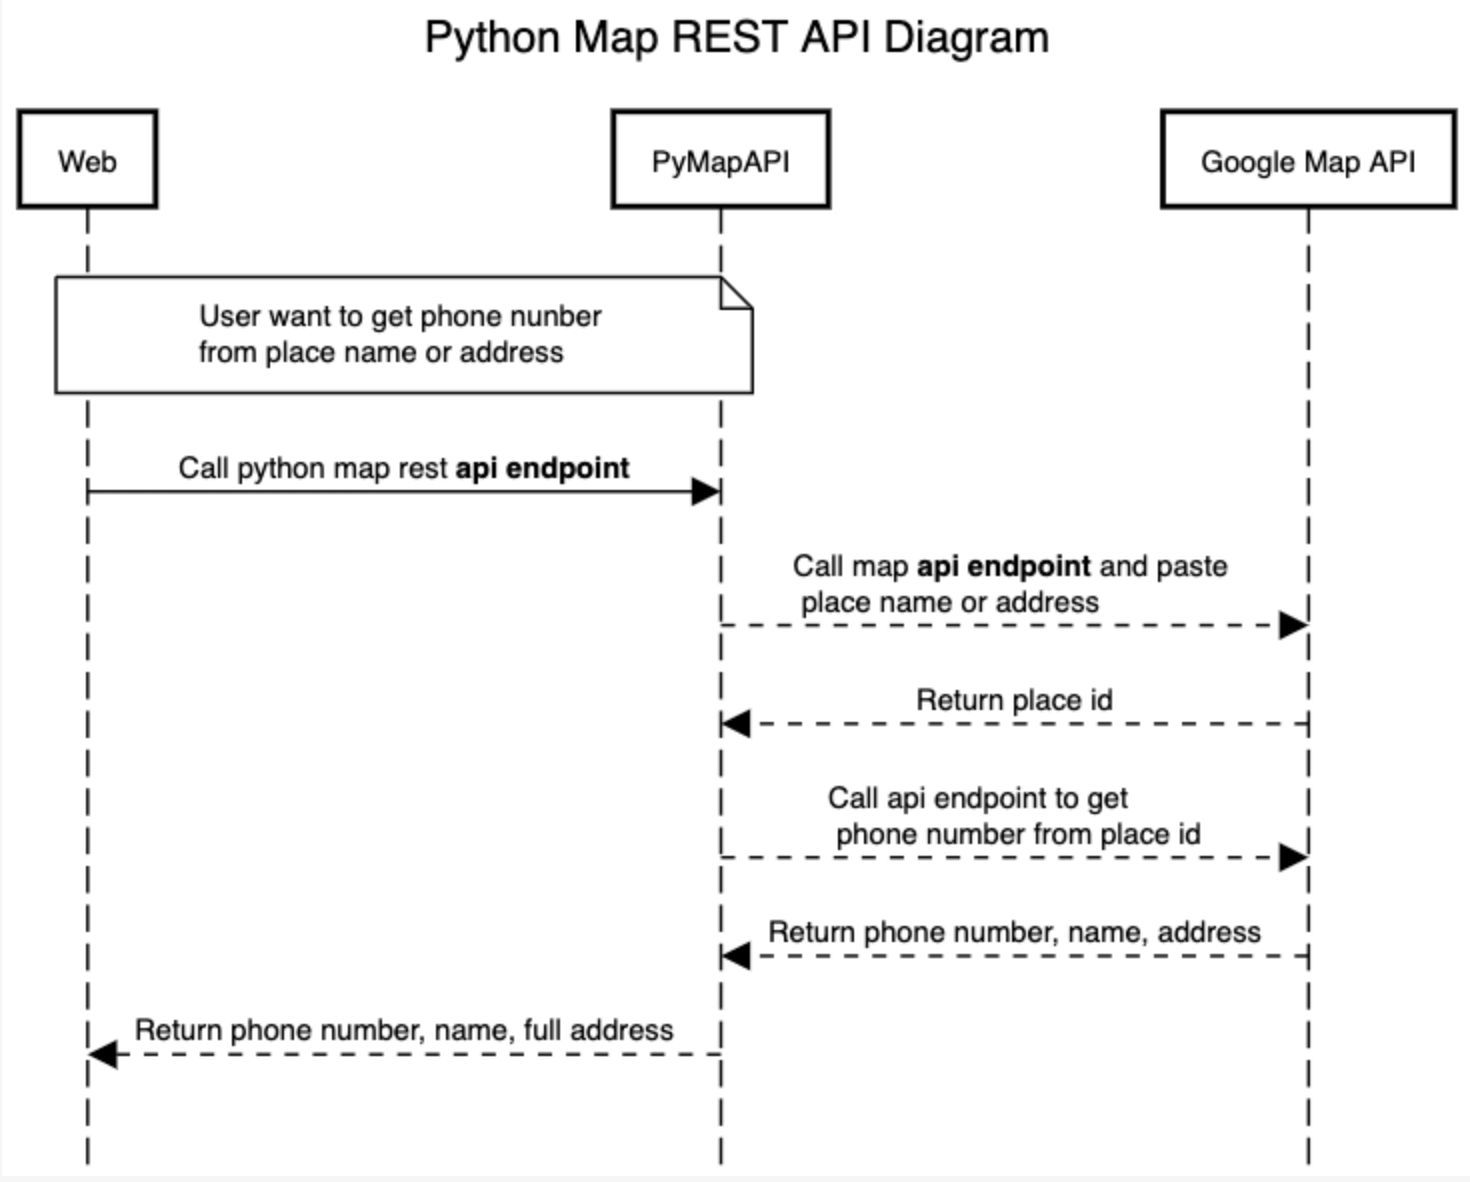 Python Map REST API Diagram
Web
PyMapAPI
Google Map API
User want to get phone nunber
from place name or address
Call python map rest api endpoint
Call map api endpoint and paste
place name or address
Return place id
Call api endpoint to get
phone number from place id
Return phone number, name, address
Return phone number, name, full address